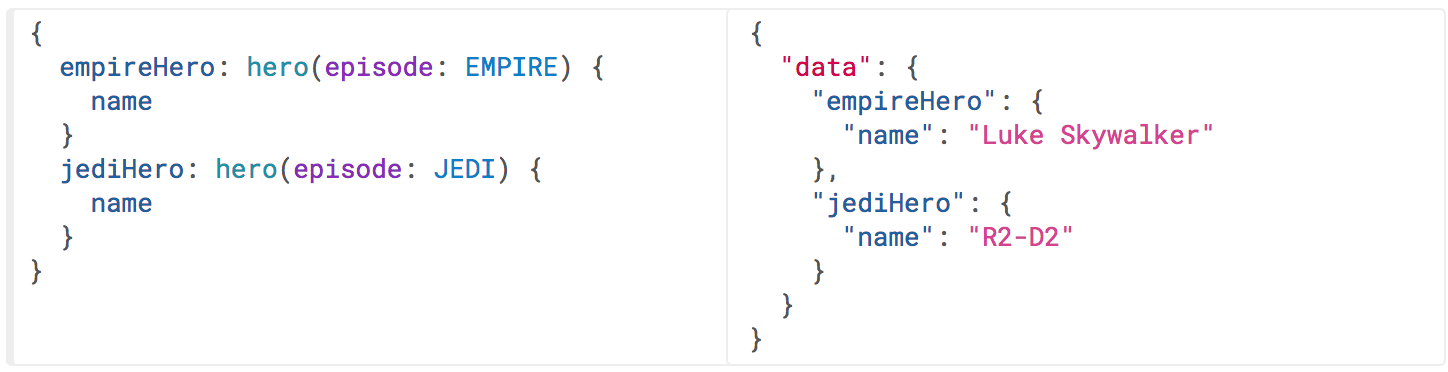 {
  empireHero: hero(episode: EMPIRE) {
    name
  }
  jediHero: hero(episode: JEDI) {
    name
  }
}
{
  "data": {
    "empireHero": {
      "name": "Luke Skywalker"
    },
    "jediHero": {
      "name": "R2-D2"
    }
  }
}